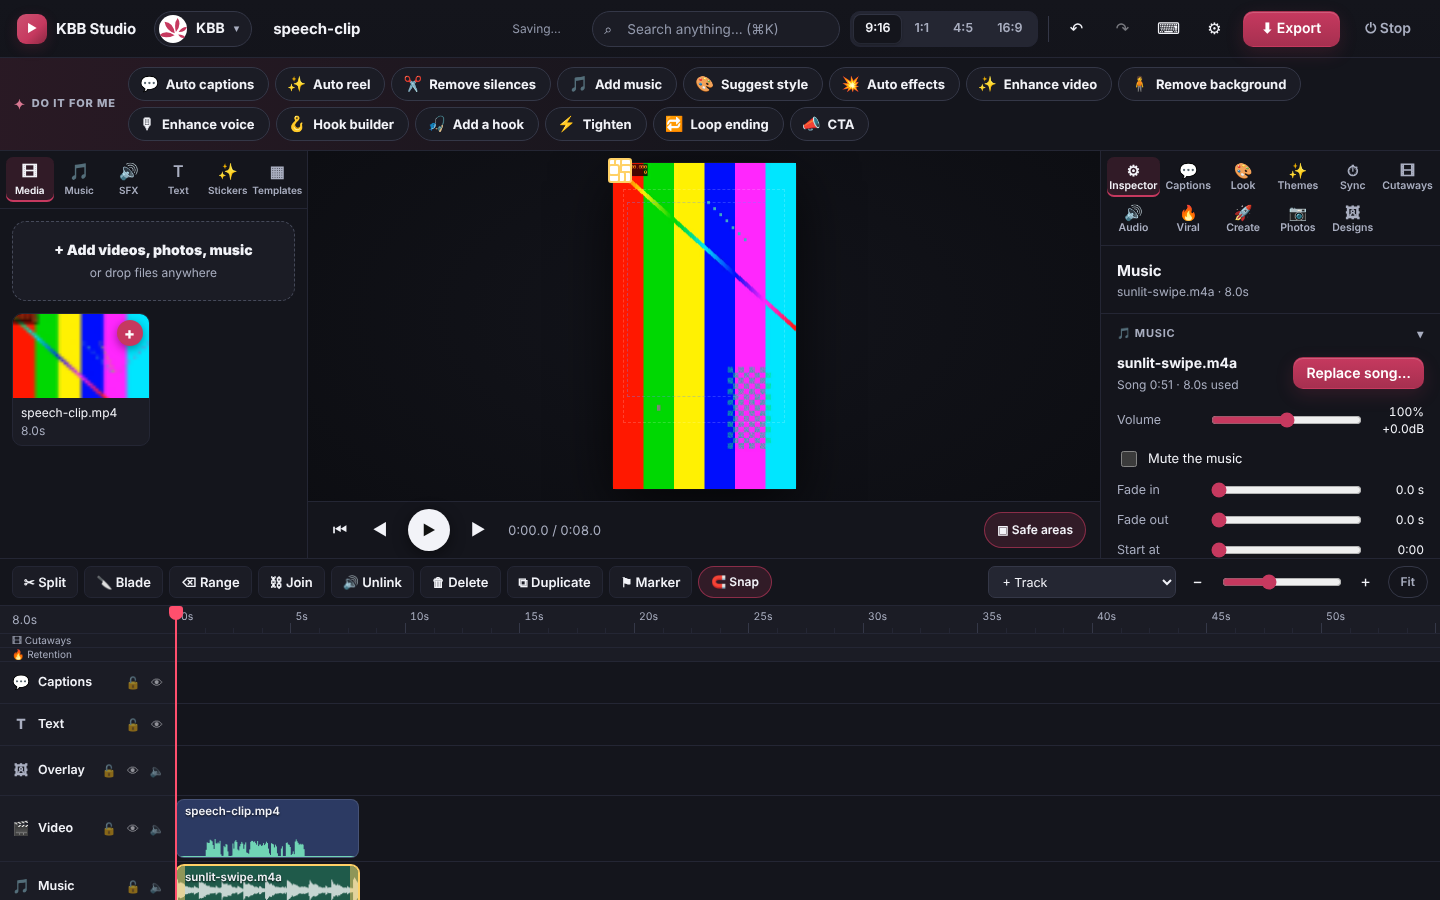 KBB Studio
KBB
speech-clip
Saving...
Search anything... (⌘K)
9:16
1:1
4:5
16:9
Export
Stop
DO IT FOR ME
Auto captions
Auto reel
Remove silences
Add music
Suggest style
Auto effects
Enhance video
Remove background
Enhance voice
Hook builder
Add a hook
Tighten
Loop ending
CTA
Media
Music
SFX
Text
Stickers
Templates
+ Add videos, photos, music
or drop files anywhere
speech-clip.mp4
8.0s
0:00.0 / 0:08.0
Safe areas
Inspector
Captions
Look
Themes
Sync
Cutaways
Audio
Viral
Create
Photos
Designs
Music
sunlit-swipe.m4a · 8.0s
MUSIC
sunlit-swipe.m4a
Song 0:51 · 8.0s used
Replace song...
Volume
100%
+0.0dB
Mute the music
Fade in
0.0 s
Fade out
0.0 s
Start at
0:00
Split
Blade
Range
Join
Unlink
Delete
Duplicate
Marker
Snap
+ Track
Fit
8.0s
0s
5s
10s
15s
20s
25s
30s
35s
40s
45s
50s
Cutaways
Retention
Captions
Text
Overlay
Video
speech-clip.mp4
Music
sunlit-swipe.m4a